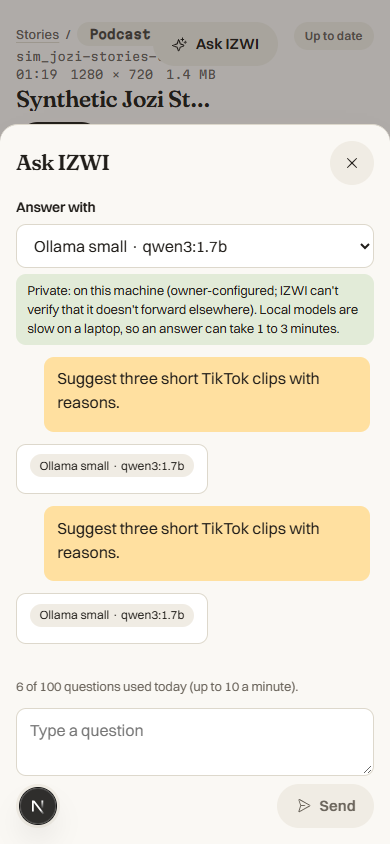 Stories / Podcast
Ask IZWI
Up to date
sim_jozi-stories-
01:19 1280 × 720 1.4 MB
Synthetic Jozi St...
Ask IZWI
Answer with
Ollama small · qwen3:1.7b
Private: on this machine (owner-configured; IZWI can't
verify that it doesn't forward elsewhere). Local models are
slow on a laptop, so an answer can take 1 to 3 minutes.
Suggest three short TikTok clips with
reasons.
Ollama small · qwen3:1.7b
Suggest three short TikTok clips with
reasons.
Ollama small · qwen3:1.7b
6 of 100 questions used today (up to 10 a minute).
Type a question
N
Send